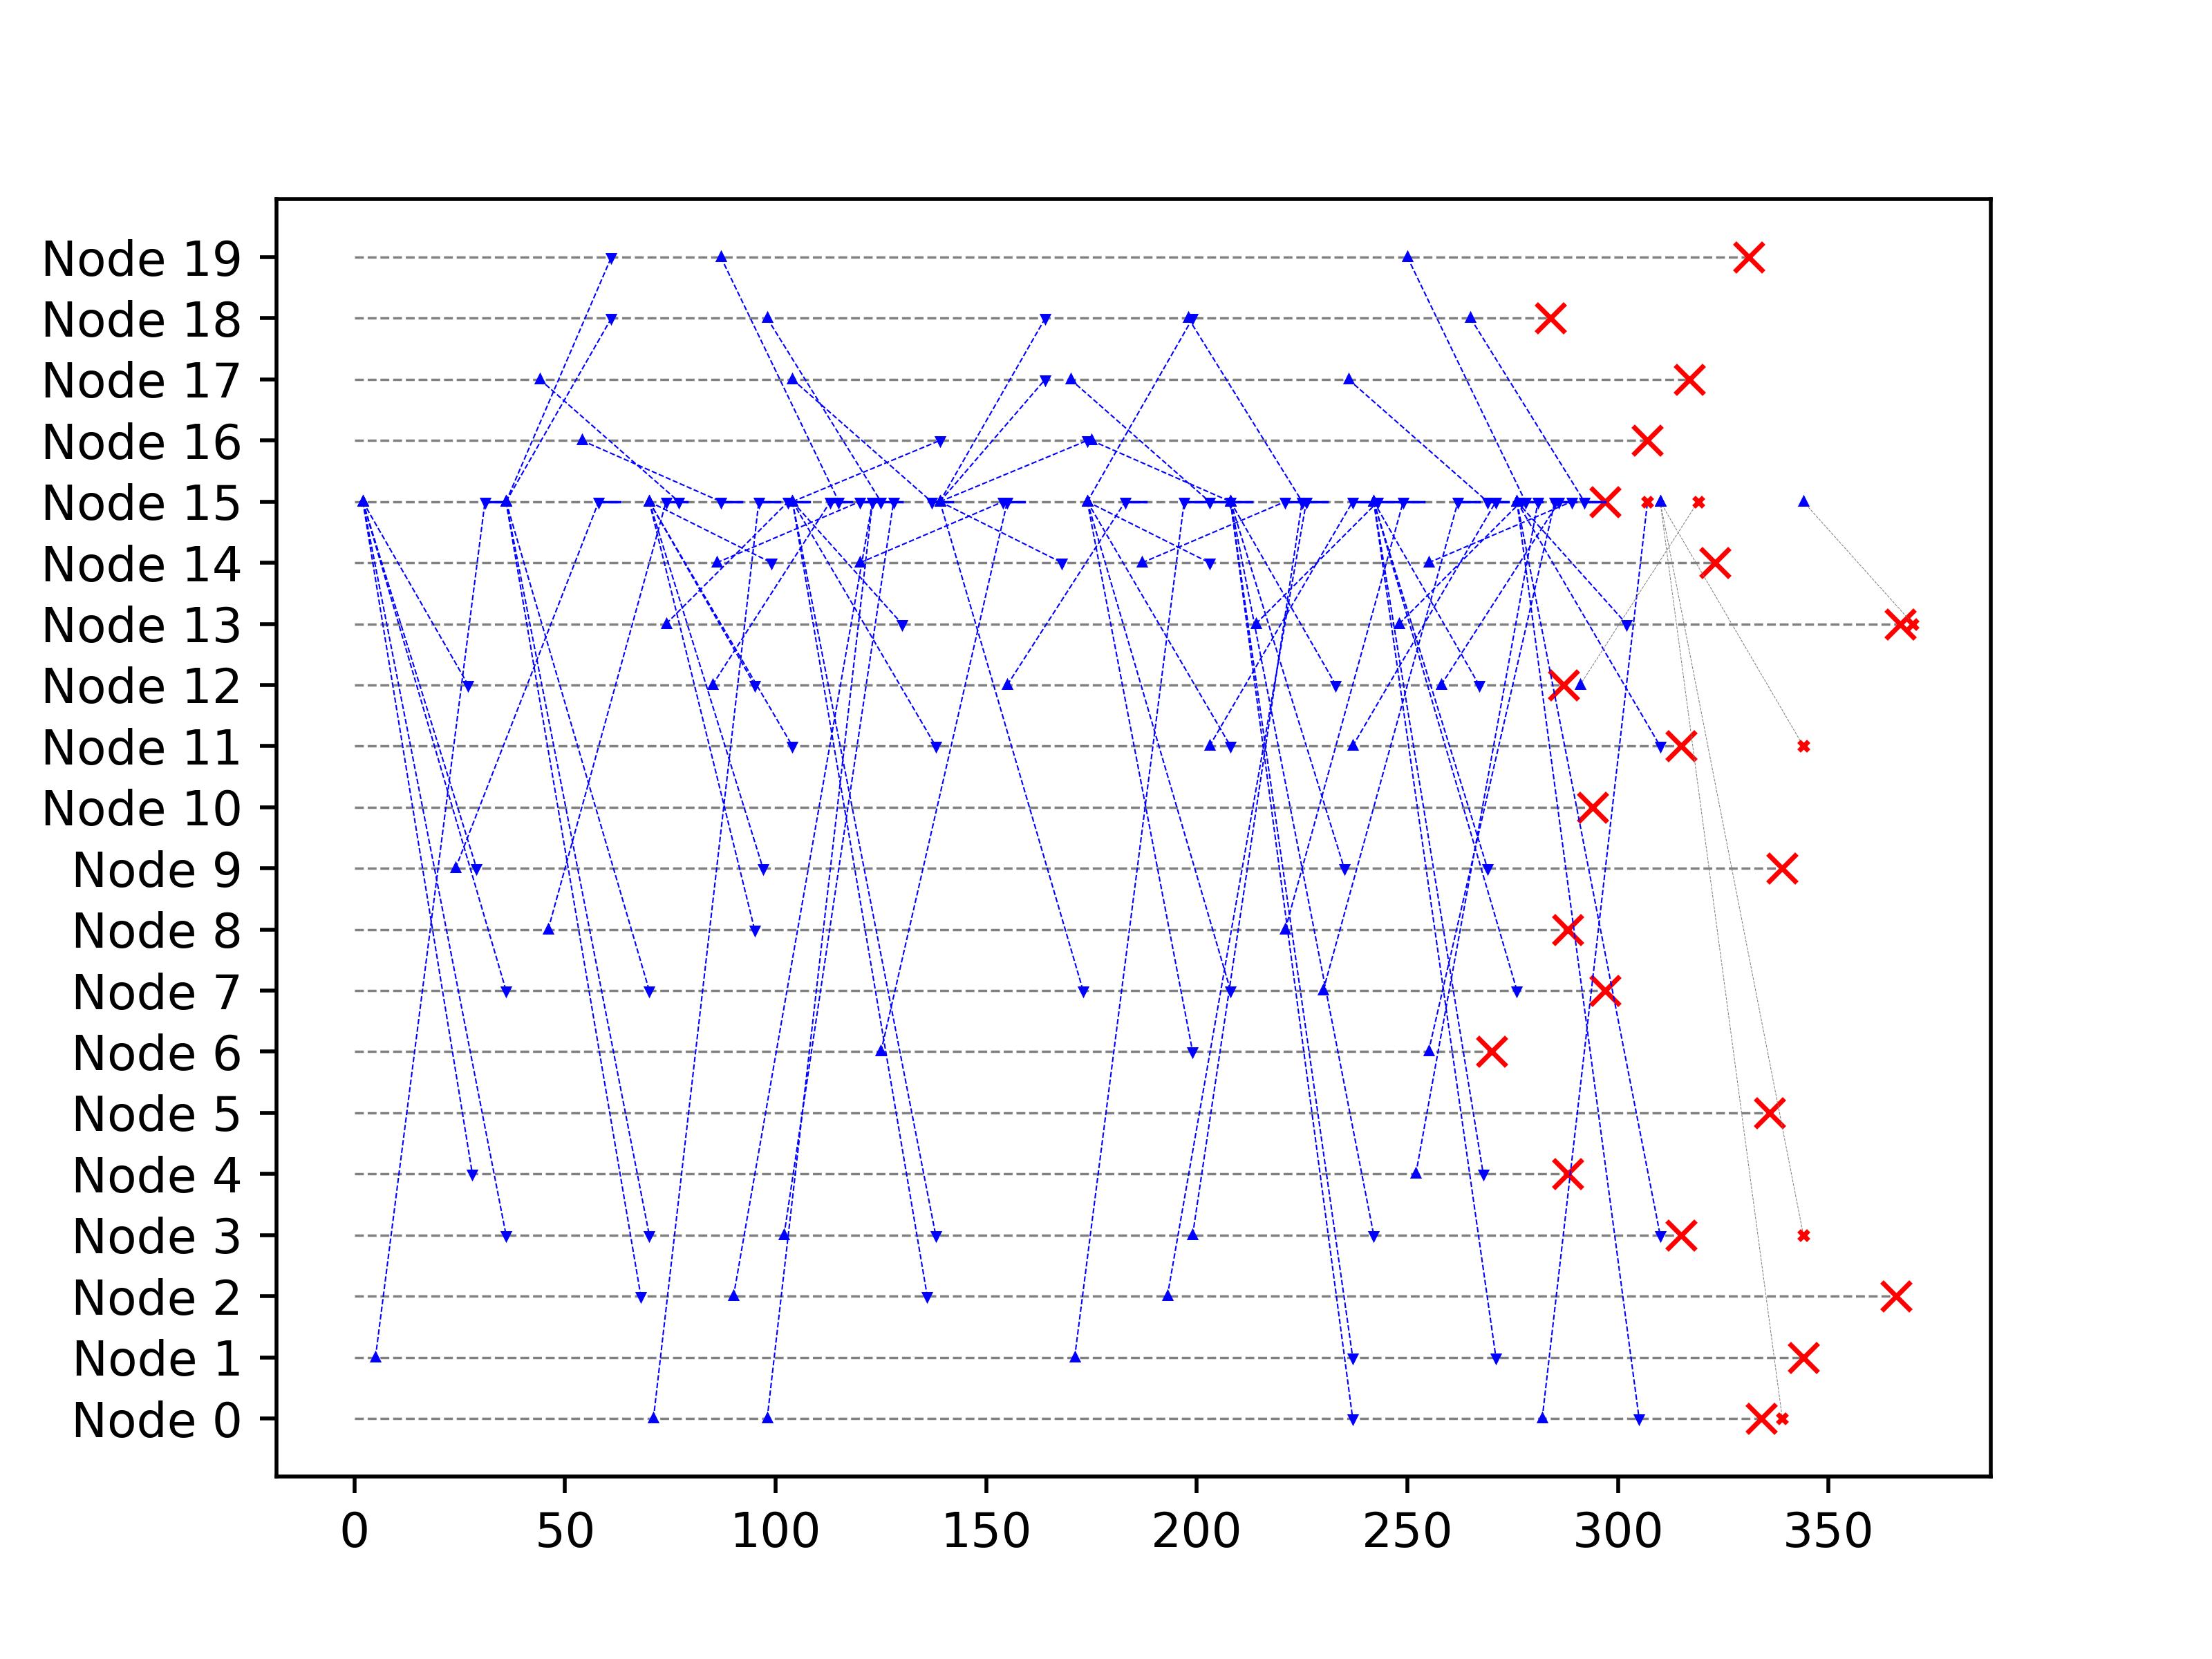 Node 19
Node 18
Node 17
Node 16
Node 15
Node 14
Node 13
Node 12
Node 11
Node 10
Node 9
Node 8
Node 7
Node 6
Node 5
Node 4
Node 3
Node 2
Node 1
Node 0
0 50 100 150 200 250 300 350